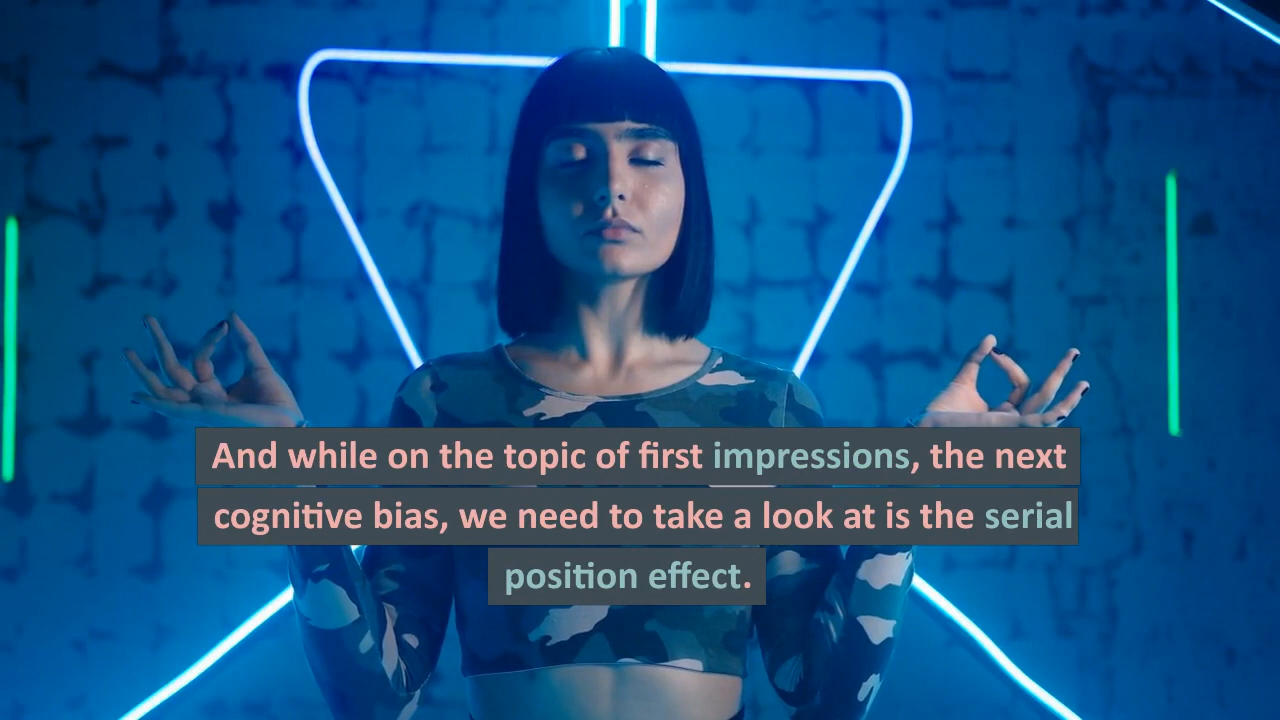 And while on the topic of first impressions, the next
cognitive bias, we need to take a look at is the serial
position effect.